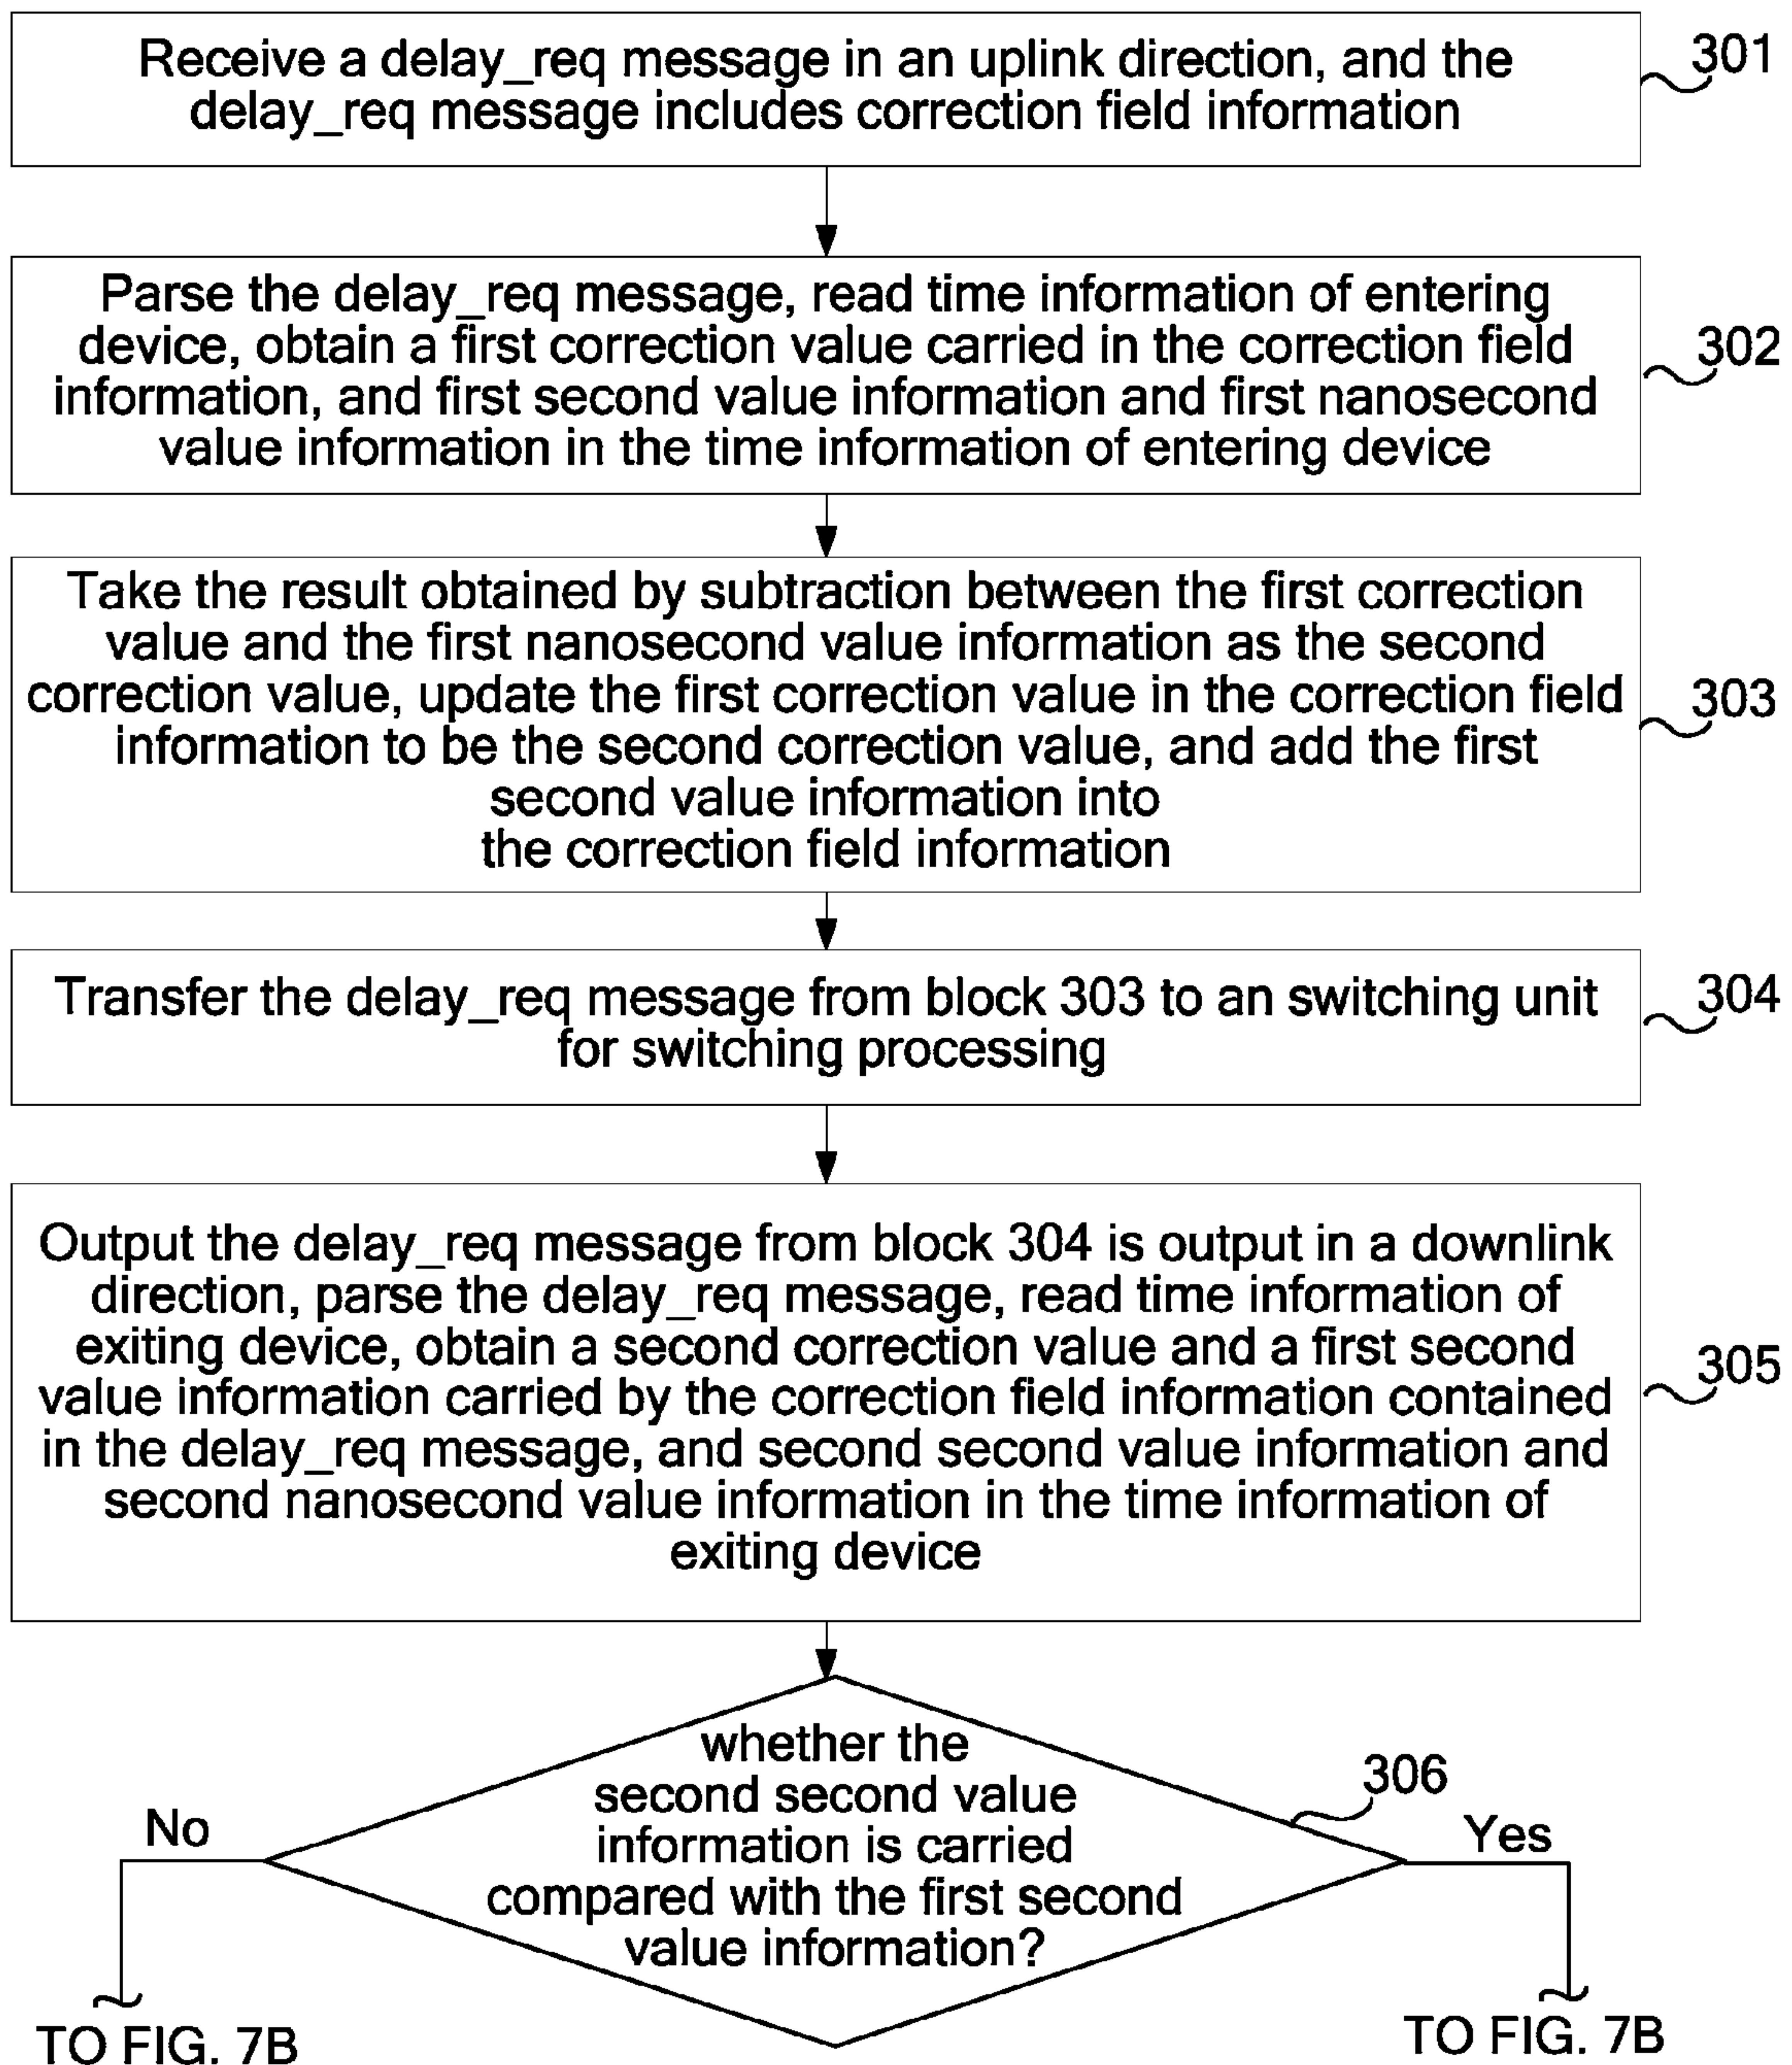 Receive a delay_req message in an uplink direction, and the
delay_req message includes correction field information
301
Parse the delay_req message, read time information of entering
device, obtain a first correction value carried in the correction field
information, and first second value information and first nanosecond
value information in the time information of entering device
302
Take the result obtained by subtraction between the first correction
value and the first nanosecond value information as the second
correction value, update the first correction value in the correction field
information to be the second correction value, and add the first
second value information into
the correction field information
303
Transfer the delay_req message from block 303 to an switching unit
for switching processing
304
Output the delay_req message from block 304 is output in a downlink
direction, parse the delay_req message, read time information of
exiting device, obtain a second correction value and a first second
value information carried by the correction field information contained
in the delay_req message, and second second value information and
second nanosecond value information in the time information of
exiting device
305
whether the
second second value
information is carried
compared with the first second
value information?
306
No
Yes
TO FIG. 7B
TO FIG. 7B